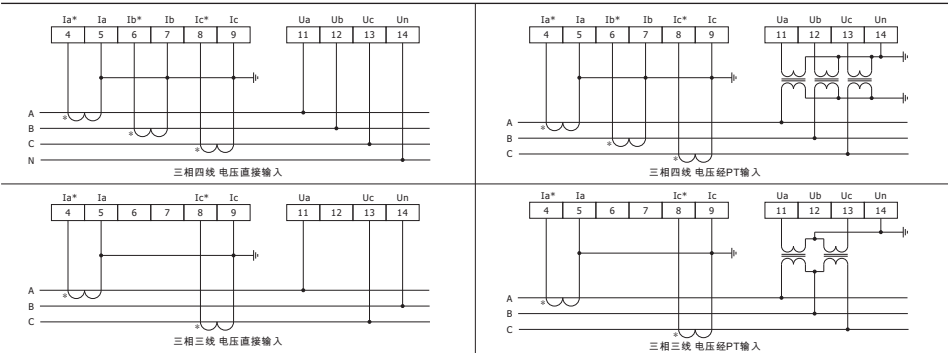 Ia* Ia Ib* Ib Ic* Ic Ua Ub Uc Un
4 5 6 7 8 9 11 12 13 14
A
*
B
*
C
*
N
三相四线 电压直接输入
Ia* Ia Ib* Ib Ic* Ic Ua Ub Uc Un
4 5 6 7 8 9 11 12 13 14
A
*
B
*
C
*
三相四线 电压经PT输入
Ia* Ia Ic* Ic Ua Uc Un
4 5 6 7 8 9 11 12 13 14
A
*
B
C
*
三相三线 电压直接输入
Ia* Ia Ic* Ic Ua Ub Uc Un
4 5 6 7 8 9 11 12 13 14
A
*
B
C
*
三相三线 电压经PT输入